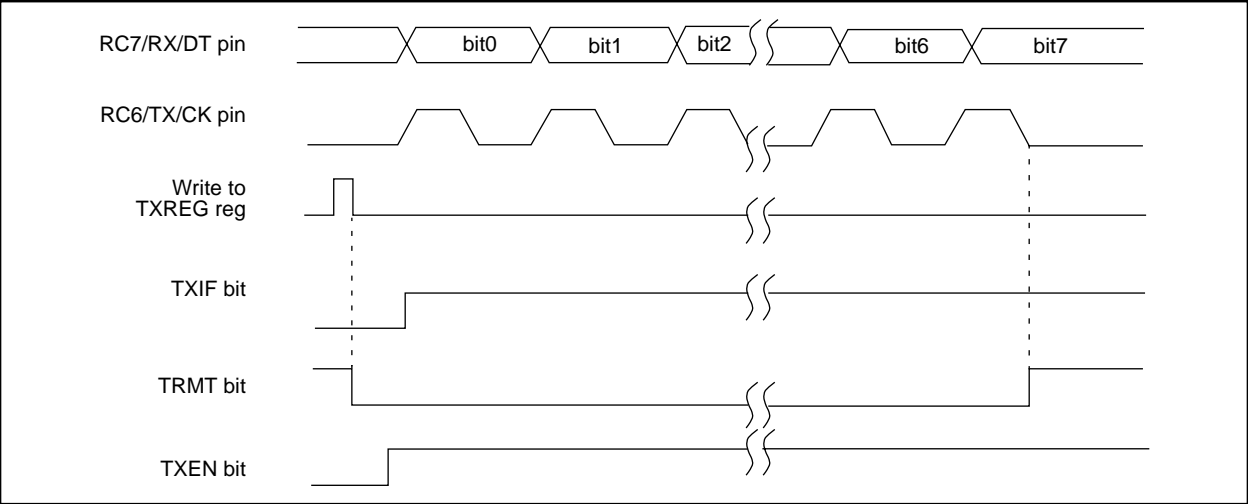 RC7/RX/DT pin
bit0 bit1 bit2 bit6 bit7
RC6/TX/CK pin
Write to
TXREG reg
TXIF bit
TRMT bit
TXEN bit